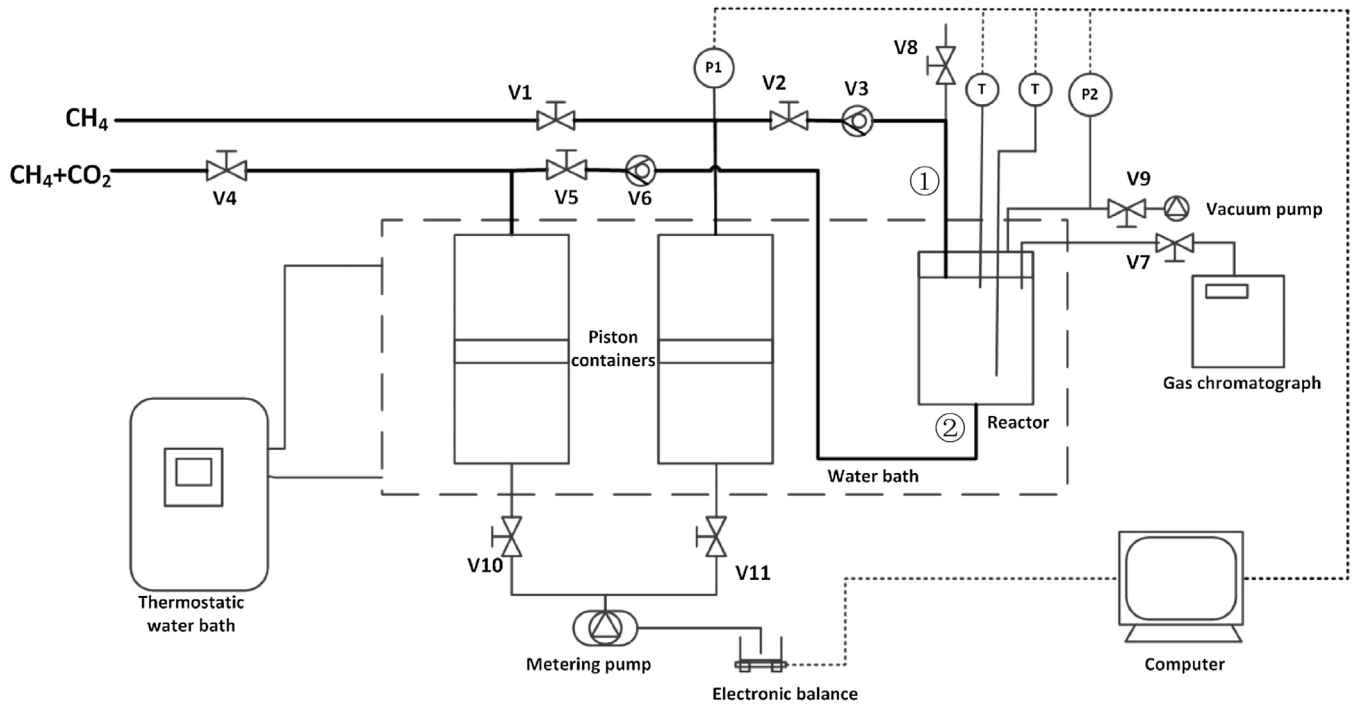 P1
V8
T
T
P2
V1
V2
V3
CH₄
CH₄+CO₂
V4
V5
V6
①
V9
Vacuum pump
V7
Piston
containers
Gas chromatograph
②
Reactor
Water bath
V10
V11
Thermostatic
water bath
Metering pump
Electronic balance
Computer